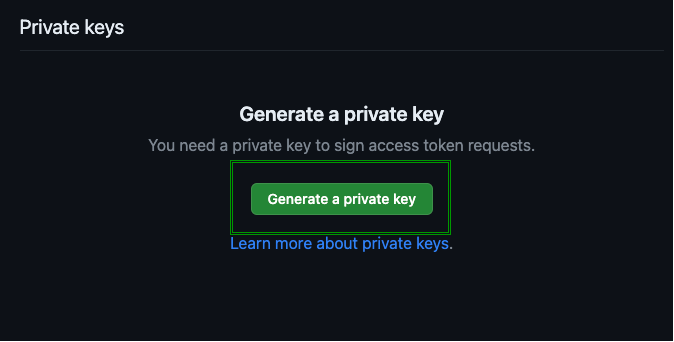 Private keys
Generate a private key
You need a private key to sign access token requests.
Generate a private key
Learn more about private keys.